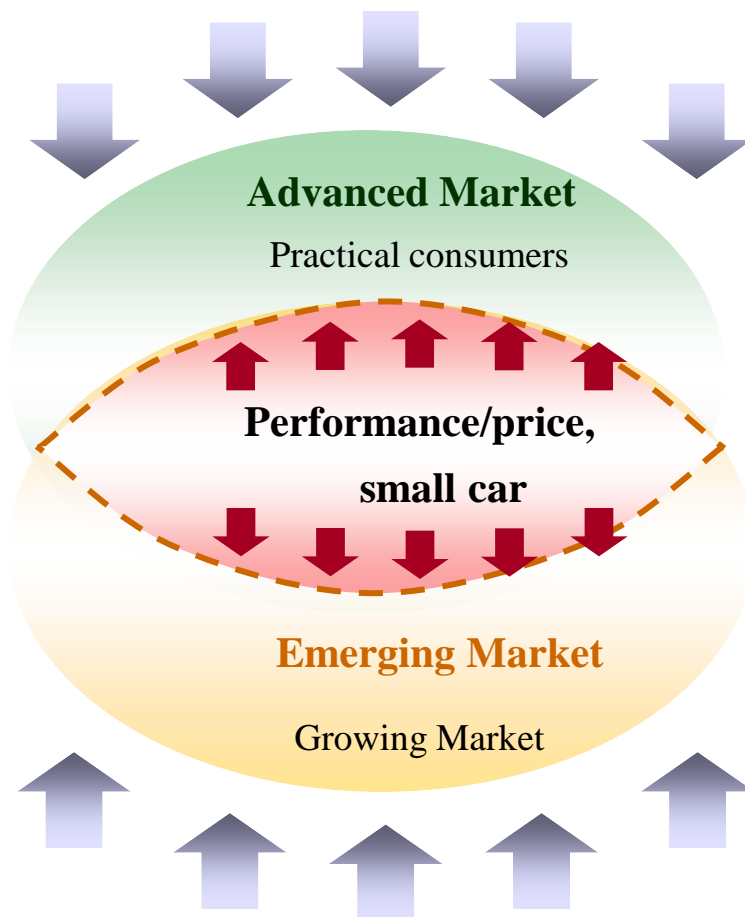 Advanced Market
Practical consumers
Performance/price,
small car
Emerging Market
Growing Market